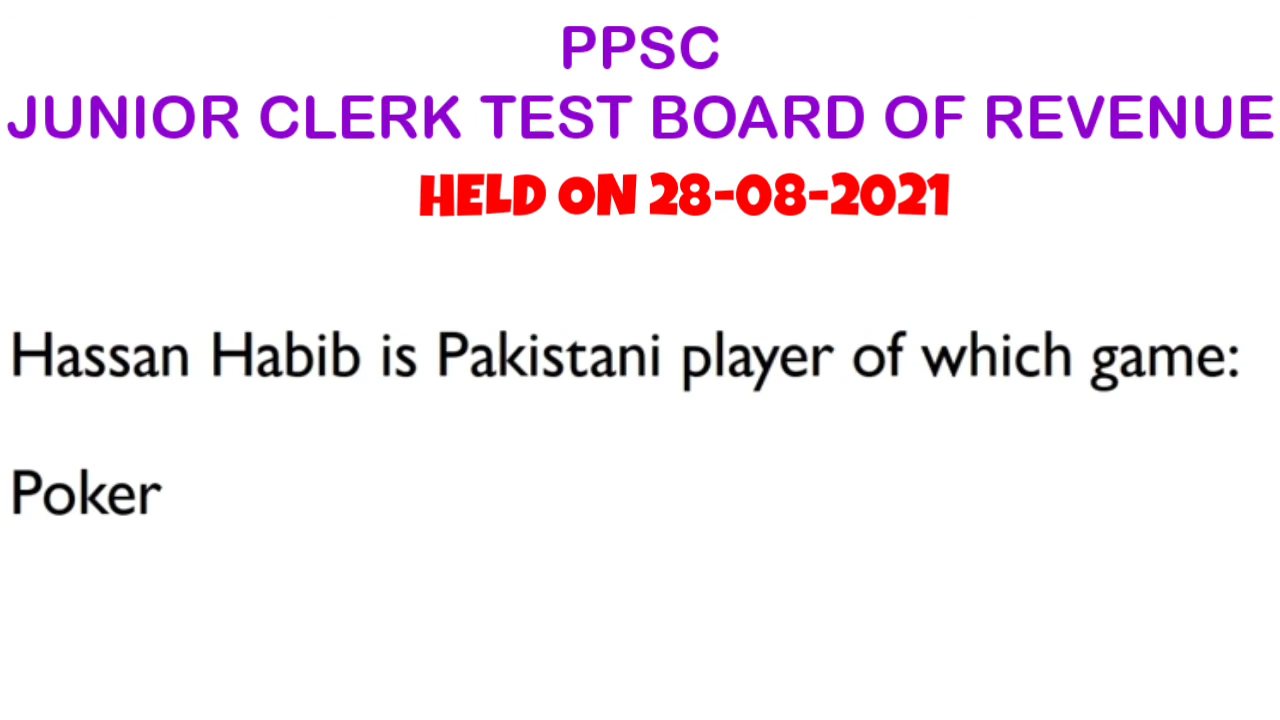 PPSC
JUNIOR CLERK TEST BOARD OF REVENUE
HELD ON 28-08-2021
Hassan Habib is Pakistani player of which game:
Poker